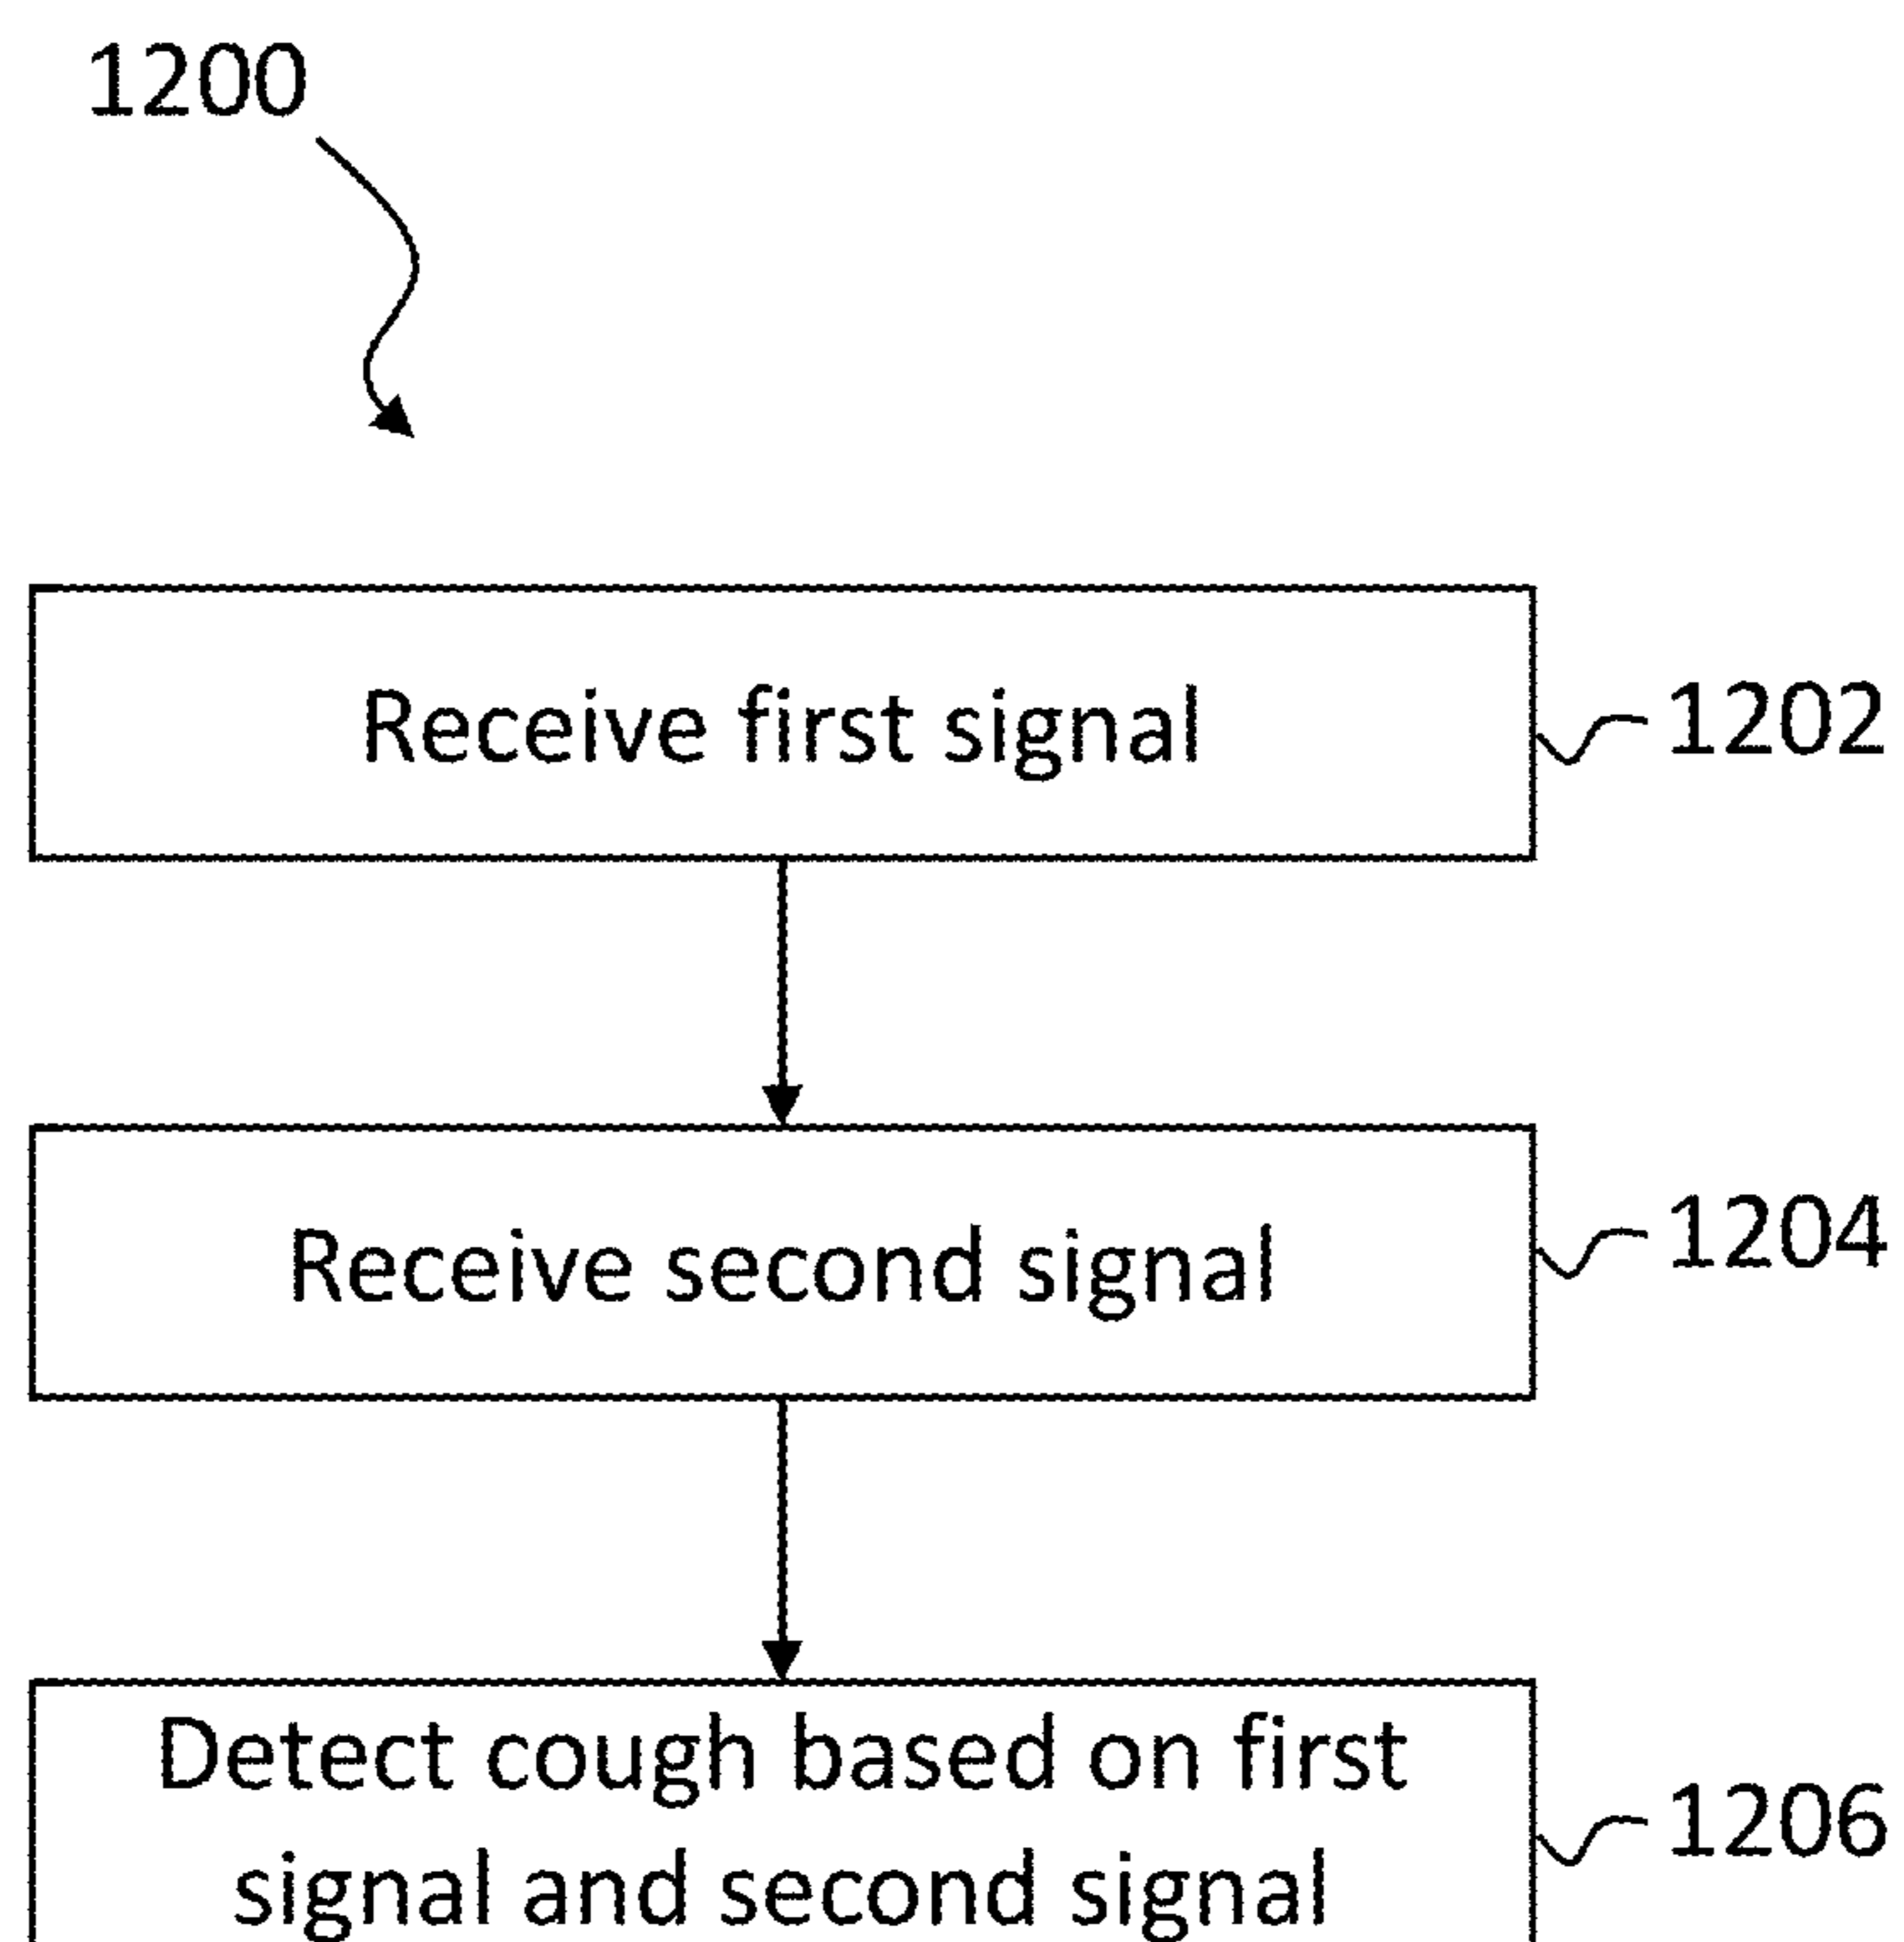 1200
Receive first signal
1202
Receive second signal
1204
Detect cough based on first
signal and second signal
1206